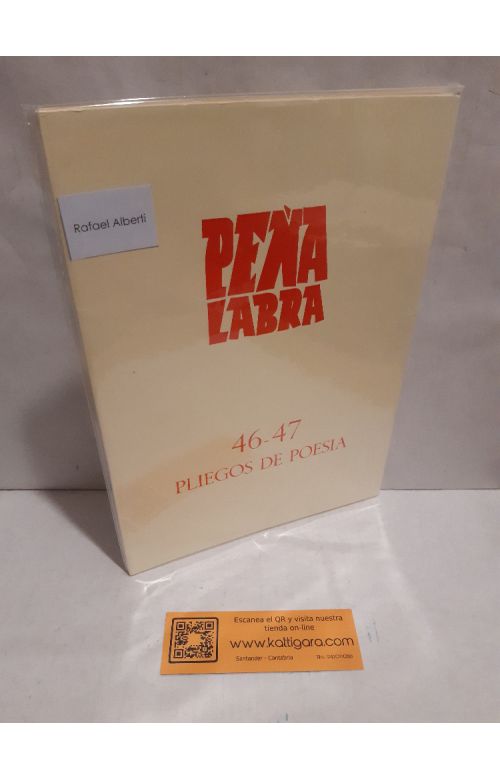 Rafael Alberti
PEÑA
LABRA
46-47
PLIEGOS DE POESIA
Escanea el QR y visita nuestra
tienda on-line
www.kaltigara.com
Santander - Cantabria